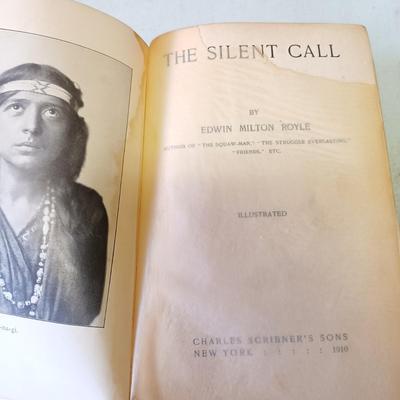 THE SILENT CALL
BY
EDWIN MILTON ROYLE
AUTHOR OF "THE SQUAW-MAN," "THE STRUGGLE EVERLASTING,"
"FRIENDS," ETC.
ILLUSTRATED
CHARLES SCRIBNER'S SONS
NEW YORK : : : : : 1910